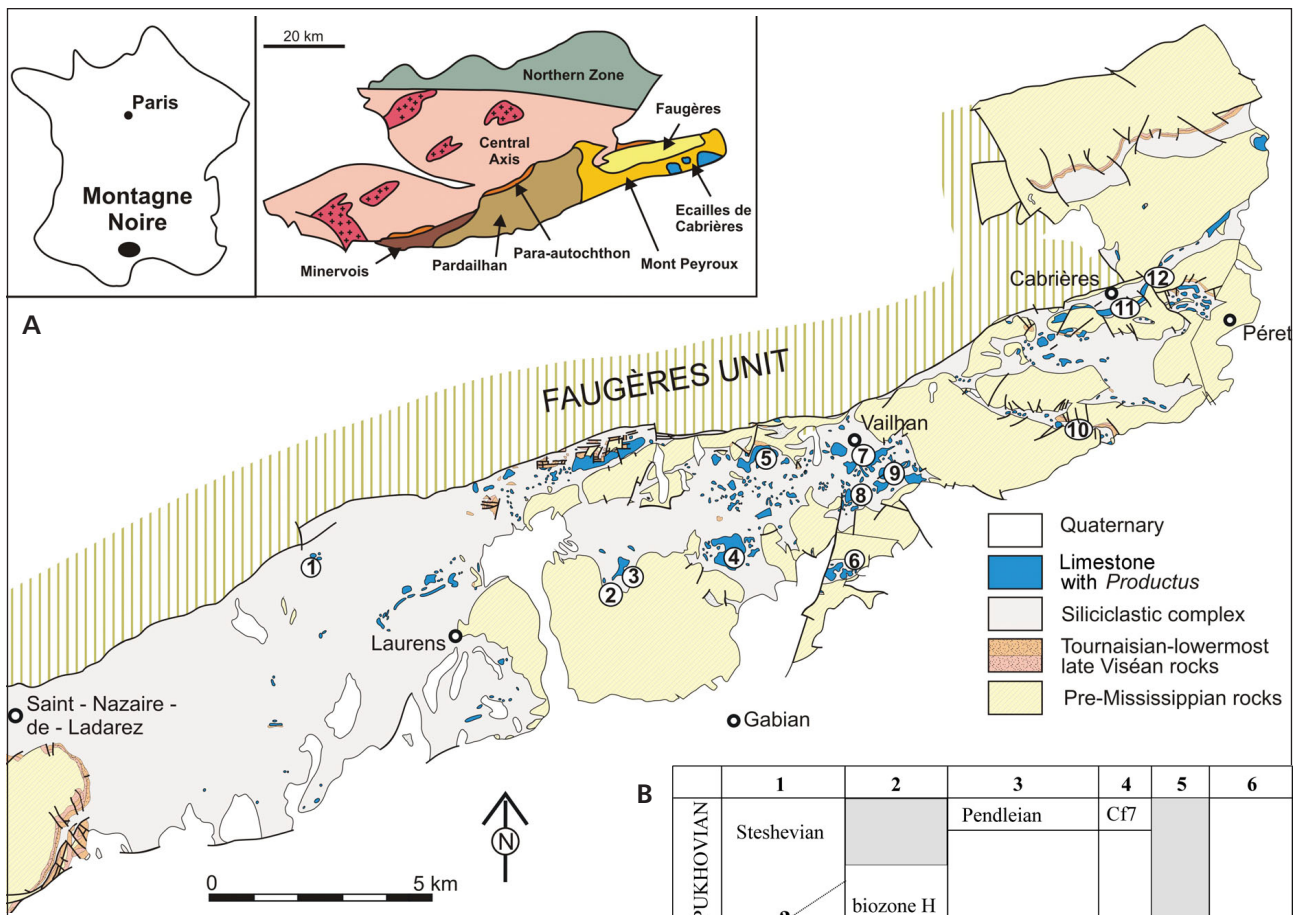 Paris
Montagne
Noire
20 km
Northern Zone
Faugères
Central
Axis
Ecailles de
Cabrières
Para-autochthon
Mont Peyroux
Pardailhan
Minervois
A
FAUGÈRES UNIT
Cabrières
12
11
Péret
10
Vailhan
5
7
9
8
4
6
1
3
2
Laurens
Gabian
Saint - Nazaire -
de - Ladarez
N
0
5 km
Quaternary
Limestone
with Productus
Siliciclastic complex
Tournaisian-lowermost
late Viséan rocks
Pre-Mississippian rocks
B
1 2 3 4 5 6
PUKHOVIAN
Steshevian
Pendleian
Cf7
biozone H
?